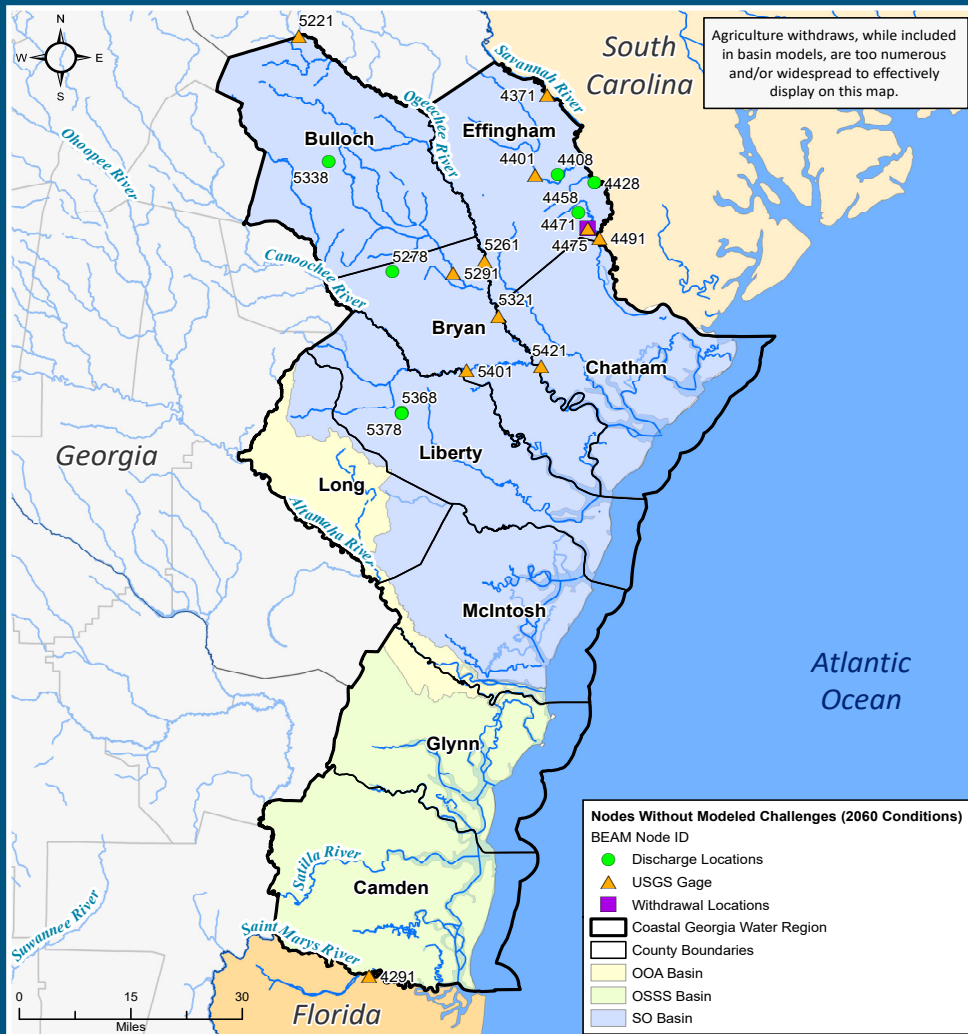 5221
N
W
E
S
South
Carolina
Agriculture withdraws, while included
in basin models, are too numerous
and/or widespread to effectively
display on this map.
Savannah River
4371
Ogeechee River
Effingham
Bulloch
4401
4408
Ohoopee River
5338
4428
4458
4471
4475
4491
Canoochee River
5278
5261
5291
5321
Bryan
5421
Chatham
5401
5368
5378
Liberty
Georgia
Long
Altamaha River
McIntosh
Atlantic
Ocean
Glynn
Satilla River
Camden
Suwannee River
Saint Marys River
4291
Florida
0
15
30
Miles
Nodes Without Modeled Challenges (2060 Conditions)
BEAM Node ID
Discharge Locations
USGS Gage
Withdrawal Locations
Coastal Georgia Water Region
County Boundaries
OOA Basin
OSSS Basin
SO Basin